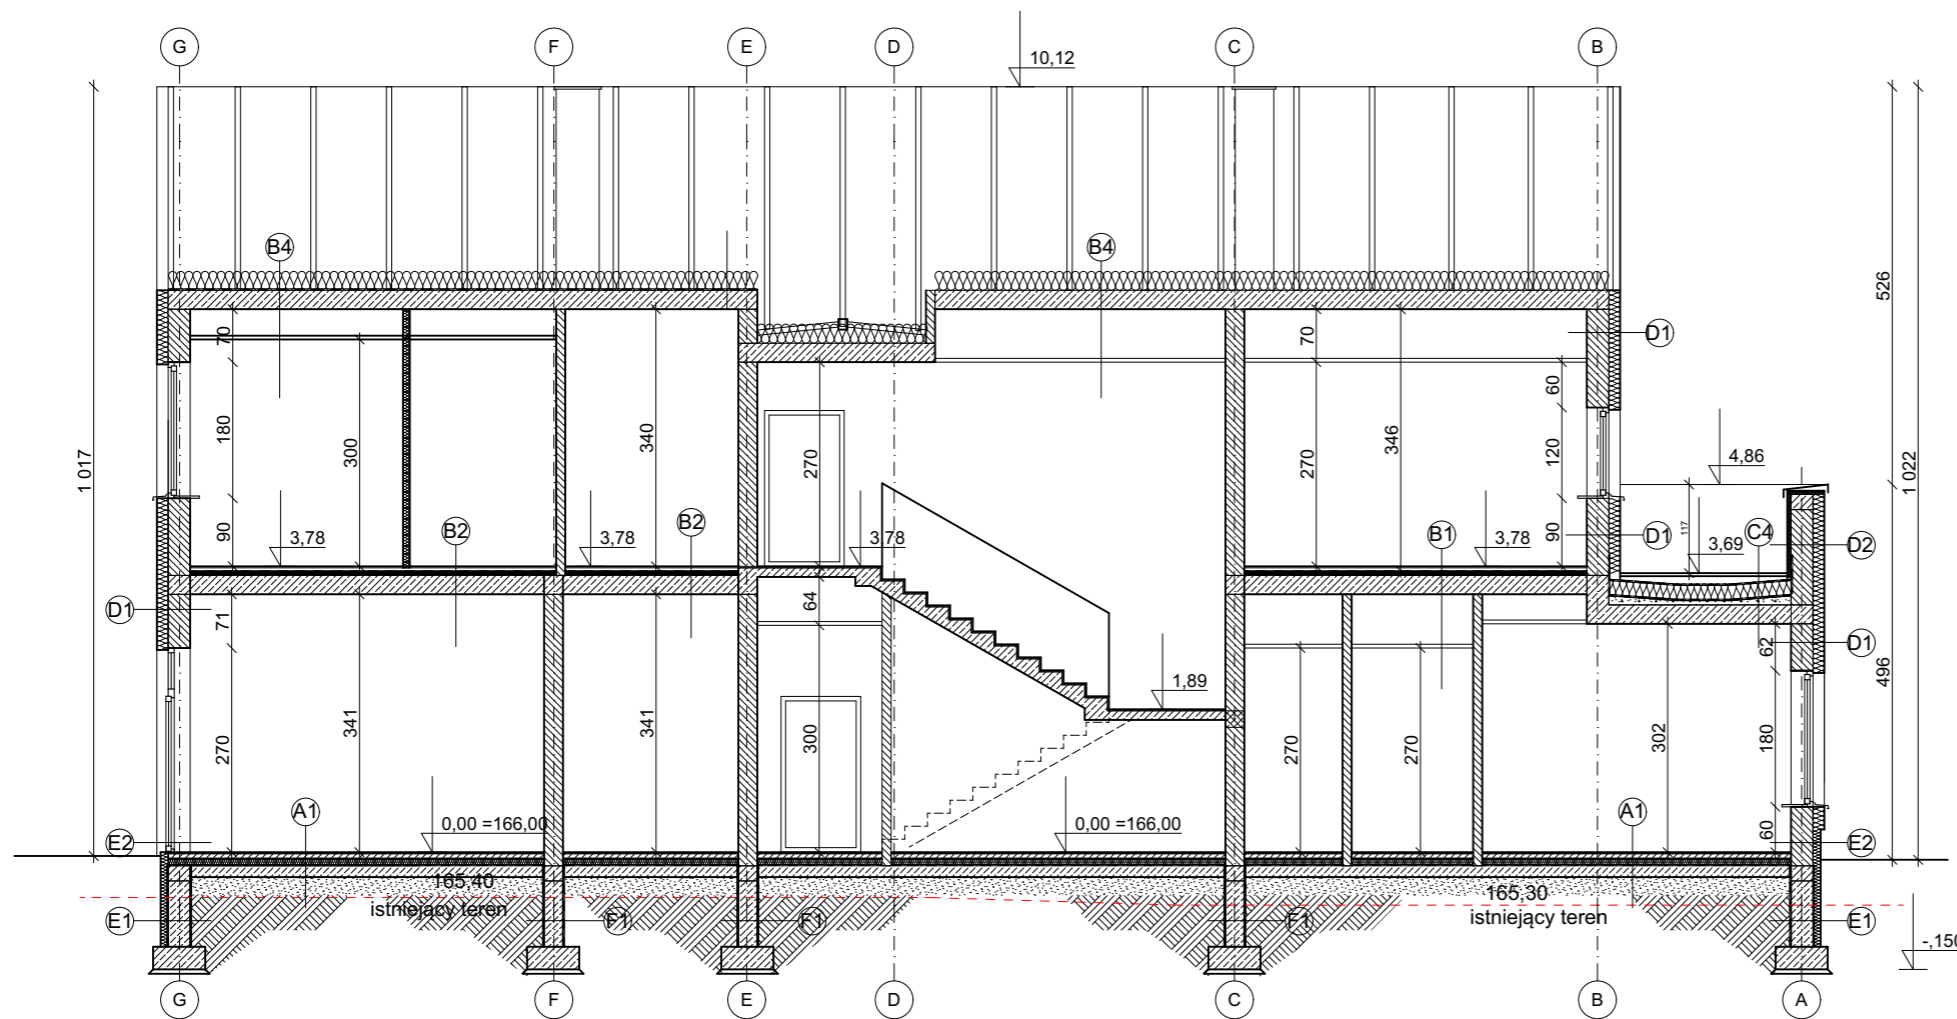 G F E D C B
10,12
B4 B4
526
1 017
1 022
70 70
D1
180 300 340 270 270 346 60 120
4,86
90 3,78 B2 3,78 B2 3,78 B1 3,78 90 D1 117 3,69 C4 D2
D1 71 64 62 D1
1,89
496
270 341 341 300 270 270 302 180
A1 A1
E2 0,00 =166,00 0,00 =166,00 60 E2
165,40
istniejący teren
165,30
istniejący teren
E1 F1 F1 E1 E1
-,150
G F E D C B A